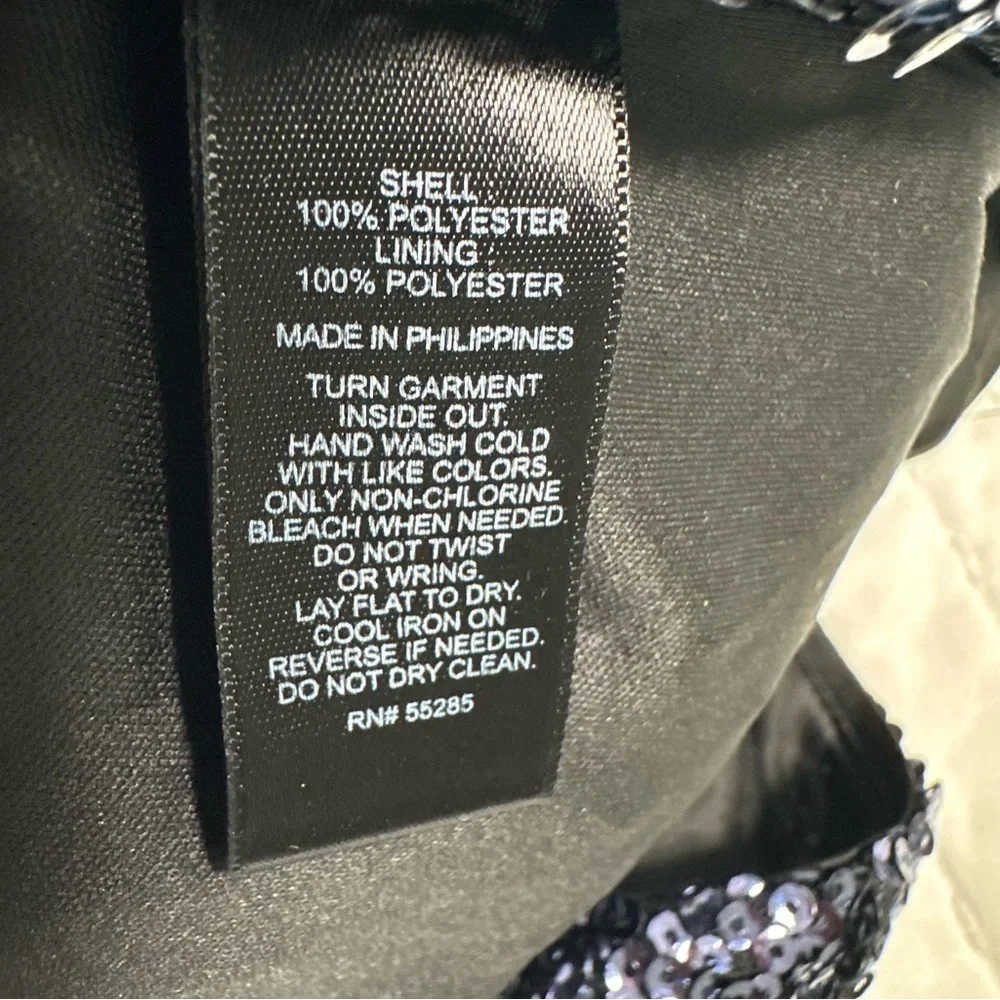 SHELL :
100% POLYESTER
LINING :
100% POLYESTER
MADE IN PHILIPPINES
TURN GARMENT
INSIDE OUT.
HAND WASH COLD
WITH LIKE COLORS.
ONLY NON-CHLORINE
BLEACH WHEN NEEDED.
DO NOT TWIST
OR WRING.
LAY FLAT TO DRY.
COOL IRON ON
REVERSE IF NEEDED.
DO NOT DRY CLEAN.
RN# 55285